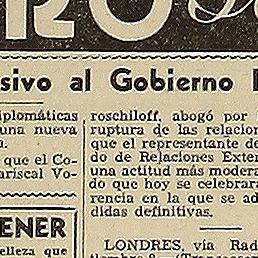 sivo al Gobierno
iplomáticas
una nueva
a.
que el Co-
ariscal Vo-
roschiloff, abogó por
ruptura de las relacion
que el representante de
do de Relaciones Exter
una actitud más modera
do que hoy se celebrara
rencia en la que se ad
didas definitivas.
LONDRES, vía Rad
ENER
elleza que